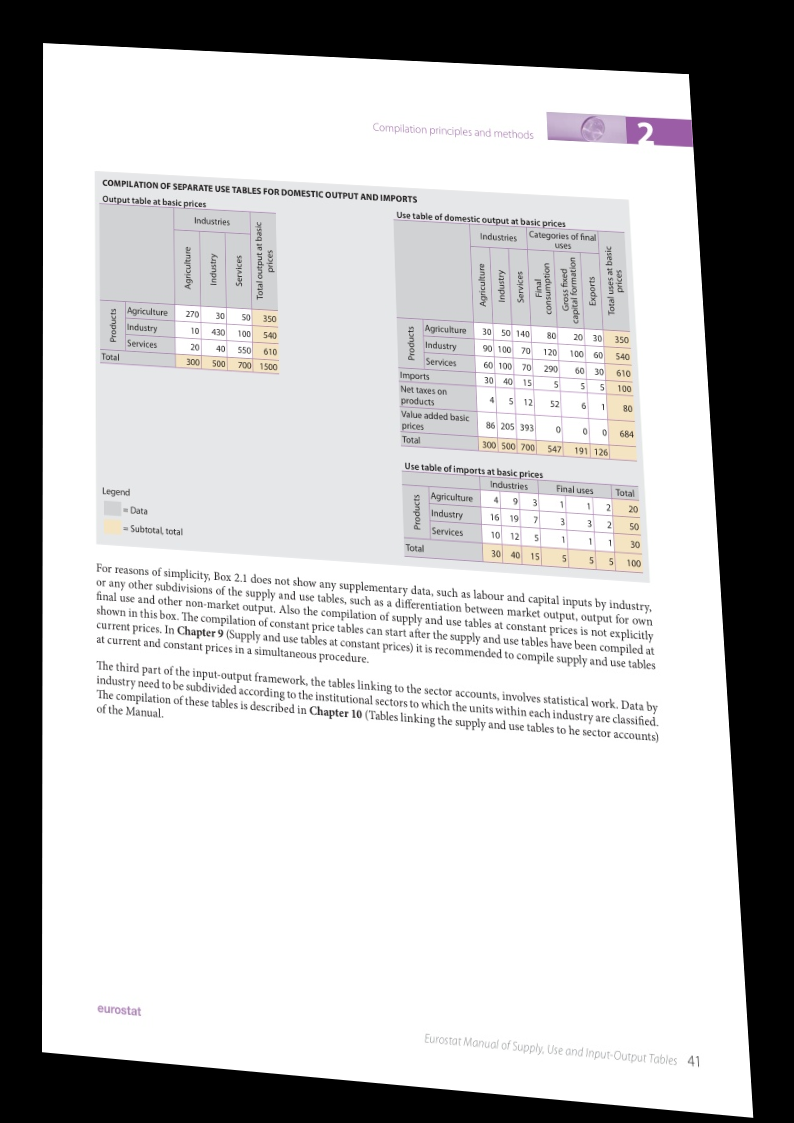 Compilation principles and methods
2
COMPILATION OF SEPARATE USE TABLES FOR DOMESTIC OUTPUT AND IMPORTS
Output table at basic prices
Industries
Agriculture Industry Services Total output at basic prices
Products
Agriculture 270 30 50 350
Industry 10 430 100 540
Services 20 40 550 610
Total 300 500 700 1500
Legend
= Data
= Subtotal, total
Use table of domestic output at basic prices
Industries Categories of final uses
Agriculture Industry Services Final consumption Gross fixed capital formation Exports Total uses at basic prices
Products
Agriculture 30 50 140 80 20 30 350
Industry 90 100 70 120 100 60 540
Services 60 100 70 290 60 30 610
Imports 30 40 15 5 5 5 100
Net taxes on products 4 5 12 52 6 1 80
Value added basic prices 86 205 393 0 0 0 684
Total 300 500 700 547 191 126
Use table of imports at basic prices
Industries Final uses Total
Products
Agriculture 4 9 3 1 1 2 20
Industry 16 19 7 3 3 2 50
Services 10 12 5 1 1 1 30
Total 30 40 15 5 5 5 100
For reasons of simplicity, Box 2.1 does not show any supplementary data, such as labour and capital inputs by industry,
or any other subdivisions of the supply and use tables, such as a differentiation between market output, output for own
final use and other non-market output. Also the compilation of supply and use tables at constant prices is not explicitly
shown in this box. The compilation of constant price tables can start after the supply and use tables have been compiled at
current prices. In Chapter 9 (Supply and use tables at constant prices) it is recommended to compile supply and use tables
at current and constant prices in a simultaneous procedure.
The third part of the input-output framework, the tables linking to the sector accounts, involves statistical work. Data by
industry need to be subdivided according to the institutional sectors to which the units within each industry are classified.
The compilation of these tables is described in Chapter 10 (Tables linking the supply and use tables to he sector accounts)
of the Manual.
eurostat
Eurostat Manual of Supply, Use and Input-Output Tables 41